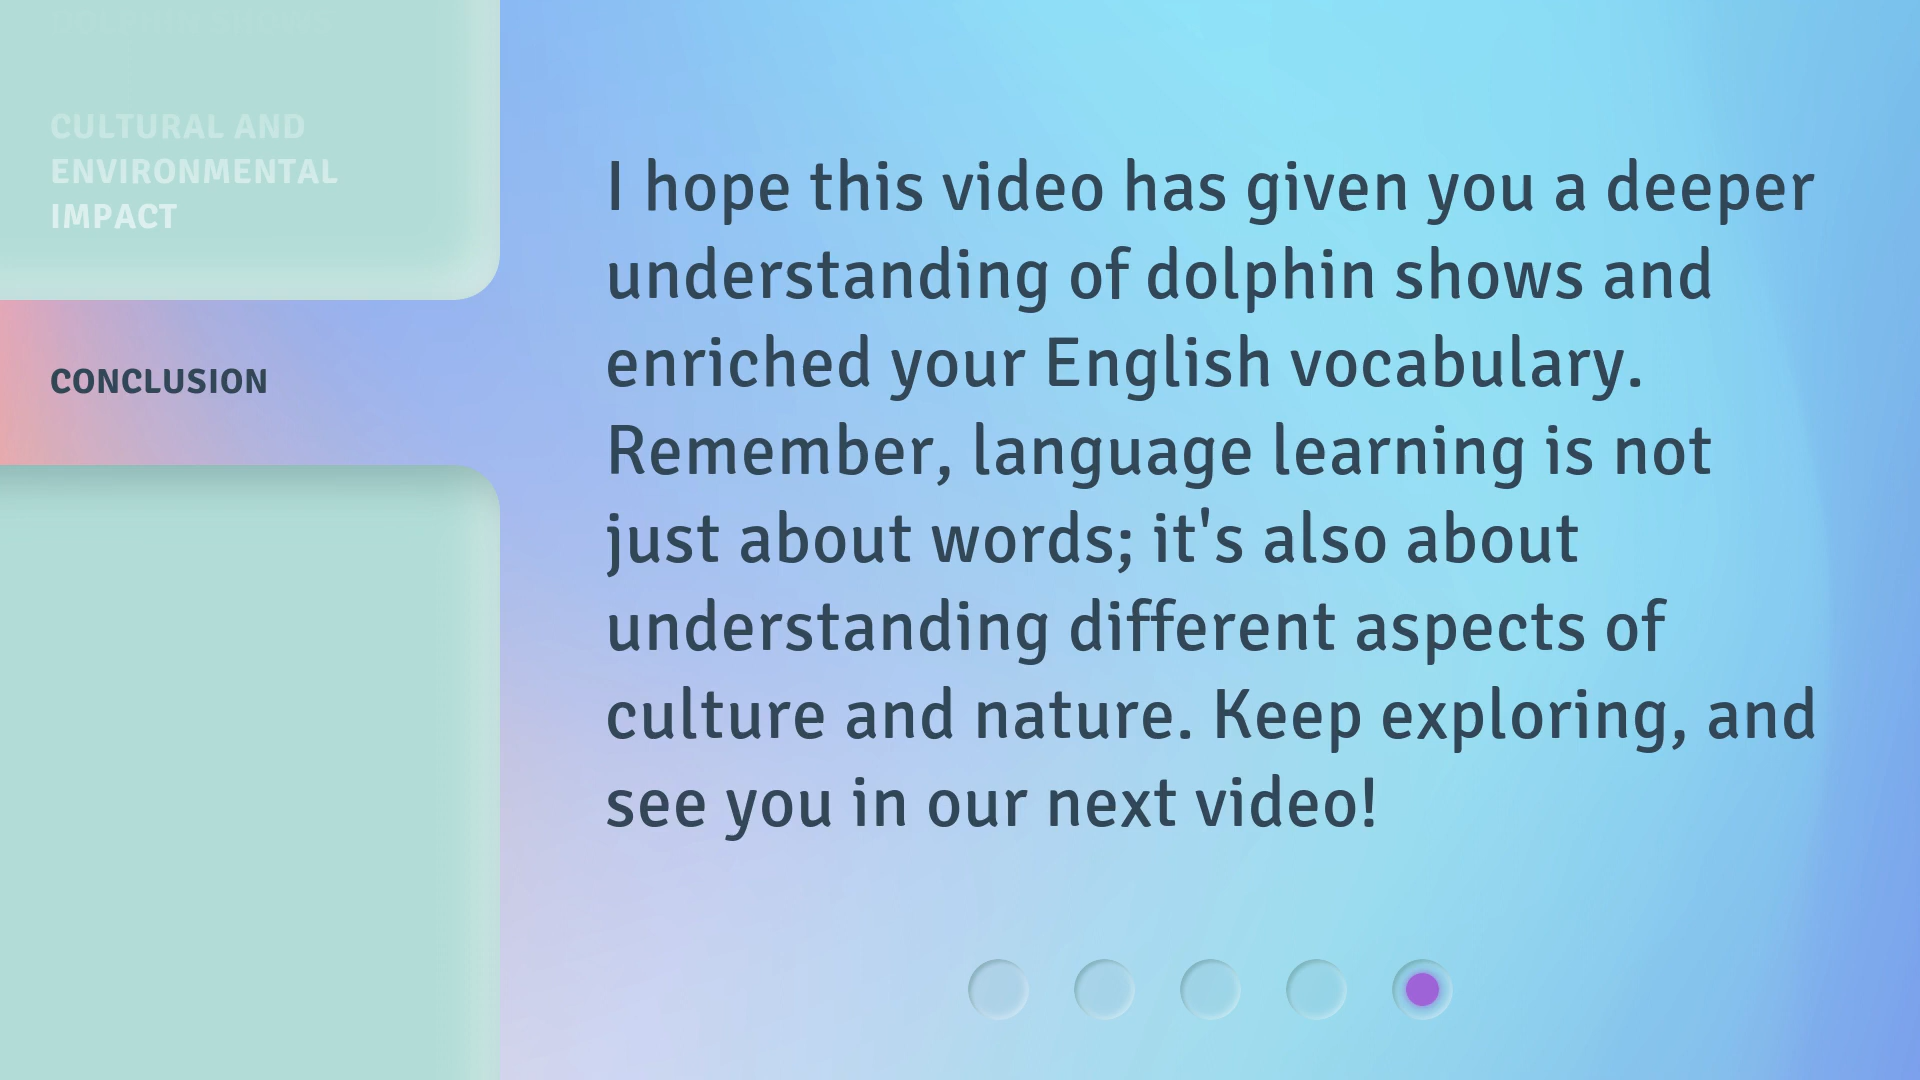 DOLPHIN SHOWS
CULTURAL AND
ENVIRONMENTAL
IMPACT
CONCLUSION
I hope this video has given you a deeper
understanding of dolphin shows and
enriched your English vocabulary.
Remember, language learning is not
just about words; it's also about
understanding different aspects of
culture and nature. Keep exploring, and
see you in our next video!